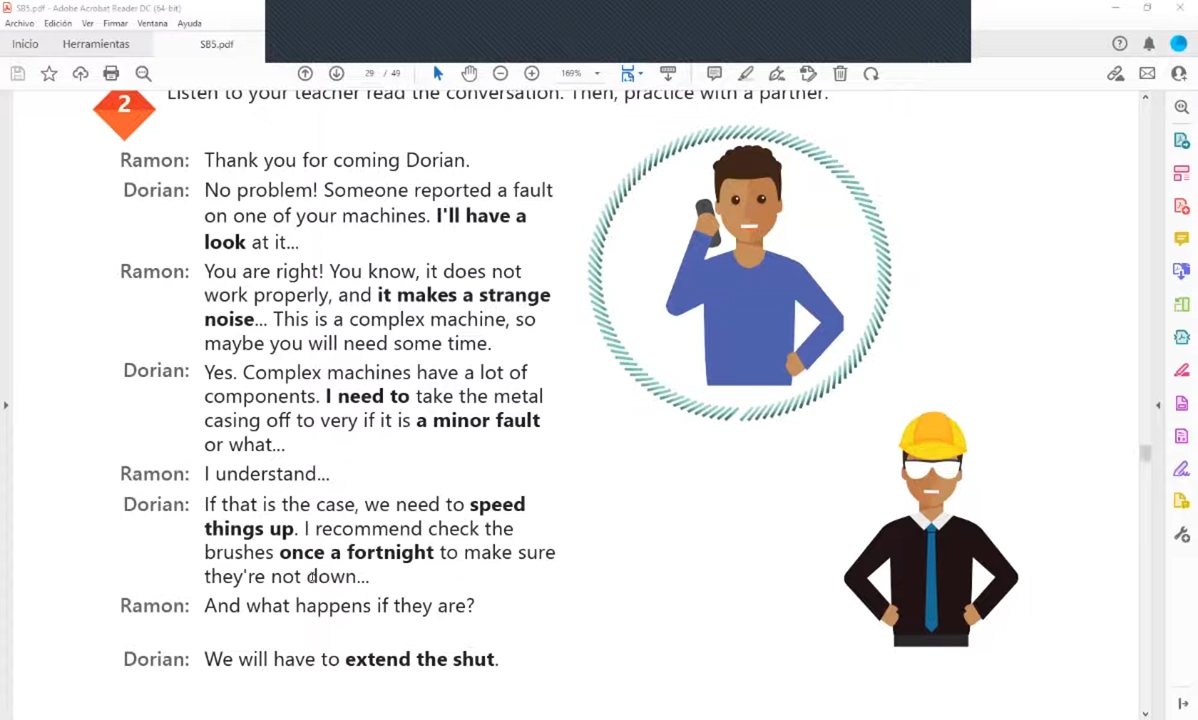 SB5.pdf - Adobe Acrobat Reader DC (64-bit)
Archivo Edición Ver Firmar Ventana Ayuda
Inicio Herramientas SB5.pdf
29 / 49 169%
2 Listen to your teacher read the conversation. Then, practice with a partner.
Ramon: Thank you for coming Dorian.
Dorian: No problem! Someone reported a fault
on one of your machines. I'll have a
look at it...
Ramon: You are right! You know, it does not
work properly, and it makes a strange
noise... This is a complex machine, so
maybe you will need some time.
Dorian: Yes. Complex machines have a lot of
components. I need to take the metal
casing off to very if it is a minor fault
or what...
Ramon: I understand...
Dorian: If that is the case, we need to speed
things up. I recommend check the
brushes once a fortnight to make sure
they're not down...
Ramon: And what happens if they are?
Dorian: We will have to extend the shut.